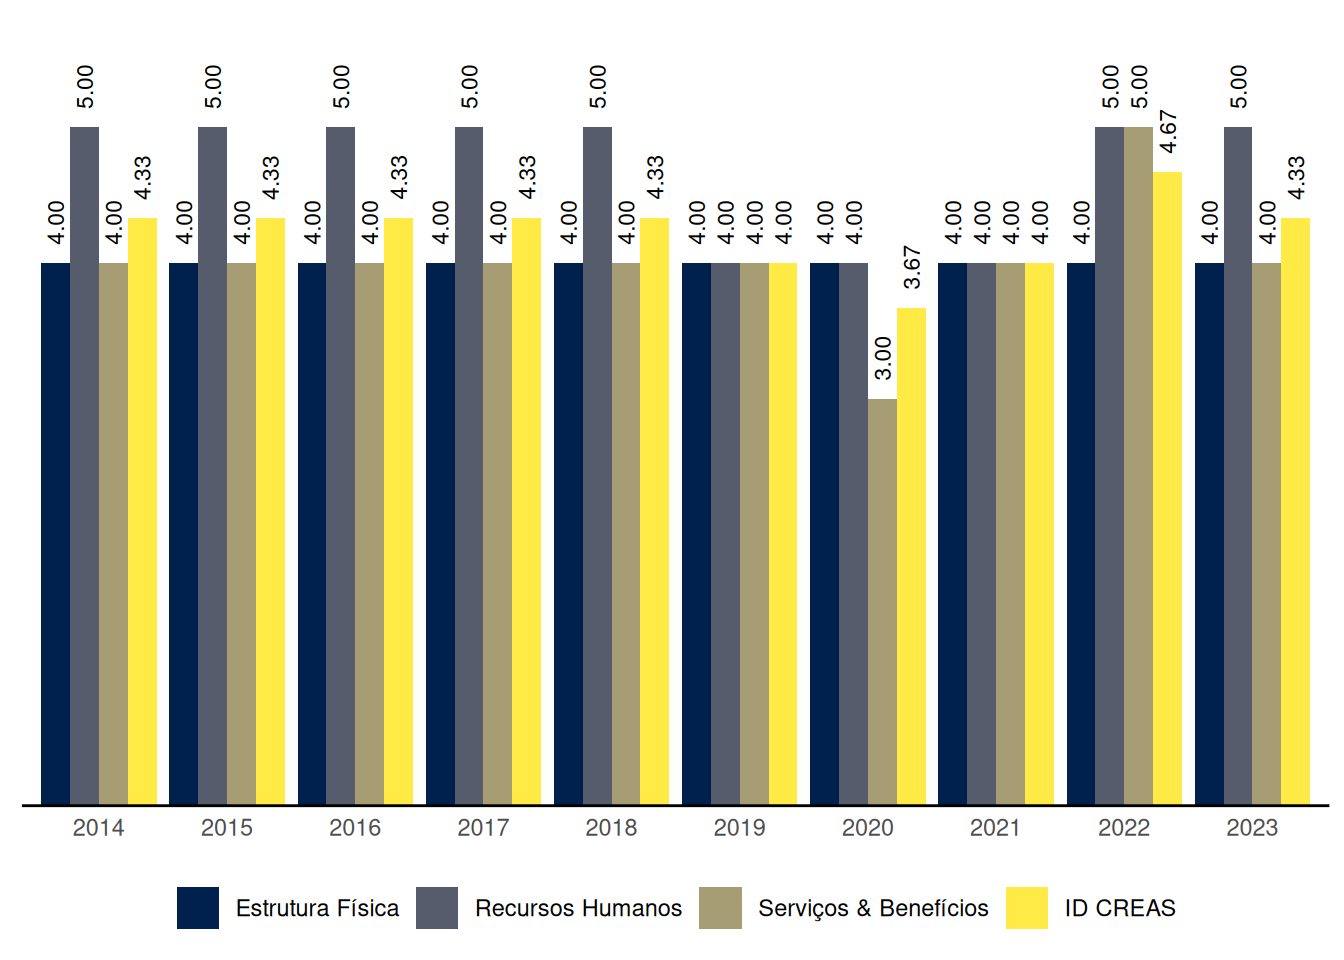 5.00 5.00 5.00 5.00 5.00 5.00 5.00 5.00
4.67
4.33 4.33 4.33 4.33 4.33 4.33
4.00 4.00 4.00 4.00 4.00 4.00 4.00 4.00 4.00 4.00 4.00 4.00 4.00 4.00 4.00 4.00 4.00 4.00 4.00 4.00 4.00 4.00 4.00
3.67
3.00
2014 2015 2016 2017 2018 2019 2020 2021 2022 2023
Estrutura Física Recursos Humanos Serviços & Benefícios ID CREAS